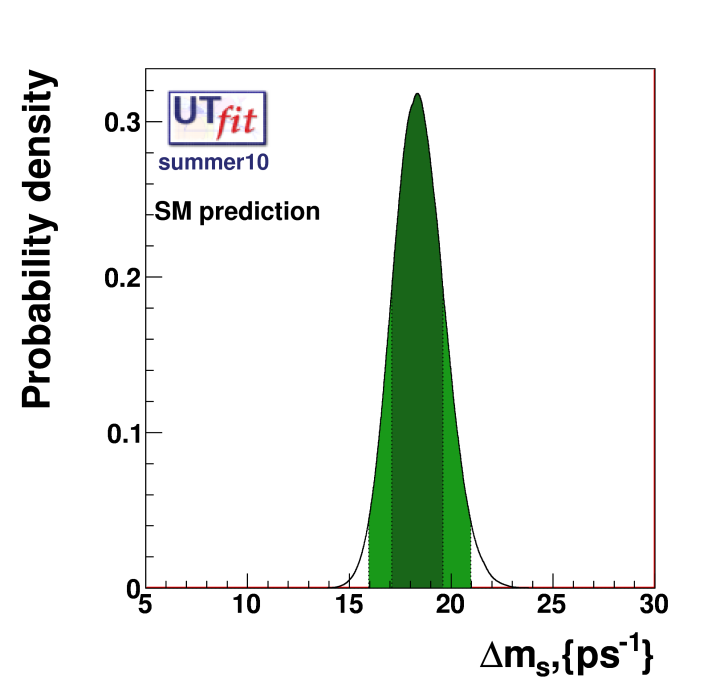 Probability density
UTfit
summer10
SM prediction
0.3
0.2
0.1
0
5 10 15 20 25 30
Δmₛ,{ps⁻¹}